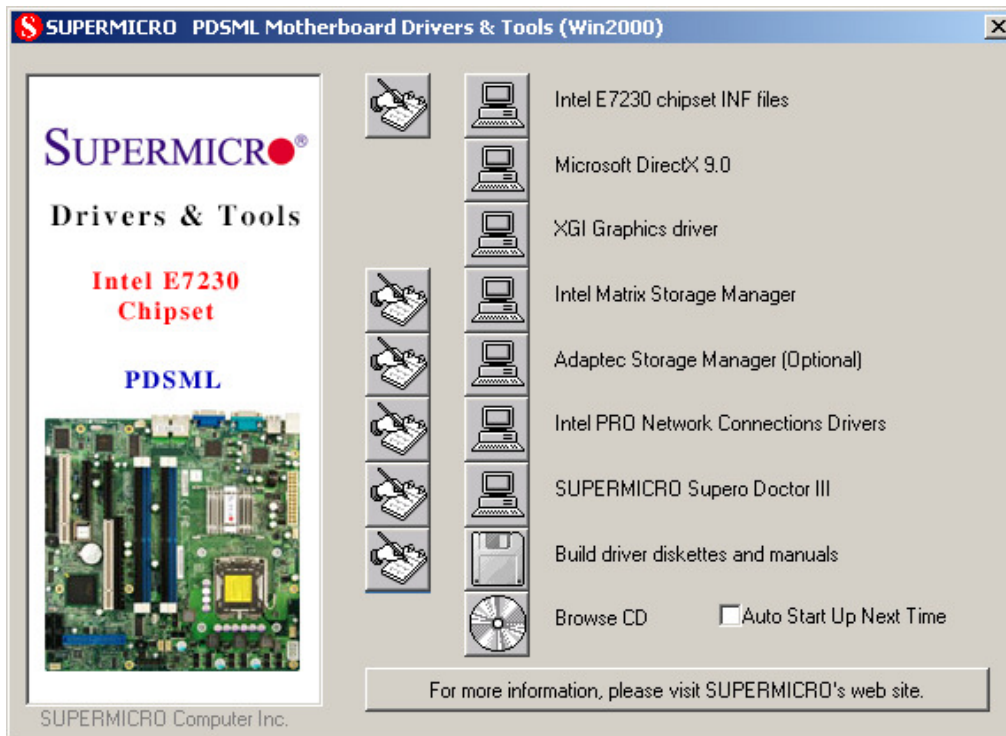 SUPERMICRO PDSML Motherboard Drivers & Tools (Win2000)
SUPERMICRO®
Drivers & Tools
Intel E7230
Chipset
PDSML
SUPERMICRO Computer Inc.
Intel E7230 chipset INF files
Microsoft DirectX 9.0
XGI Graphics driver
Intel Matrix Storage Manager
Adaptec Storage Manager (Optional)
Intel PRO Network Connections Drivers
SUPERMICRO Supero Doctor III
Build driver diskettes and manuals
Browse CD
Auto Start Up Next Time
For more information, please visit SUPERMICRO's web site.